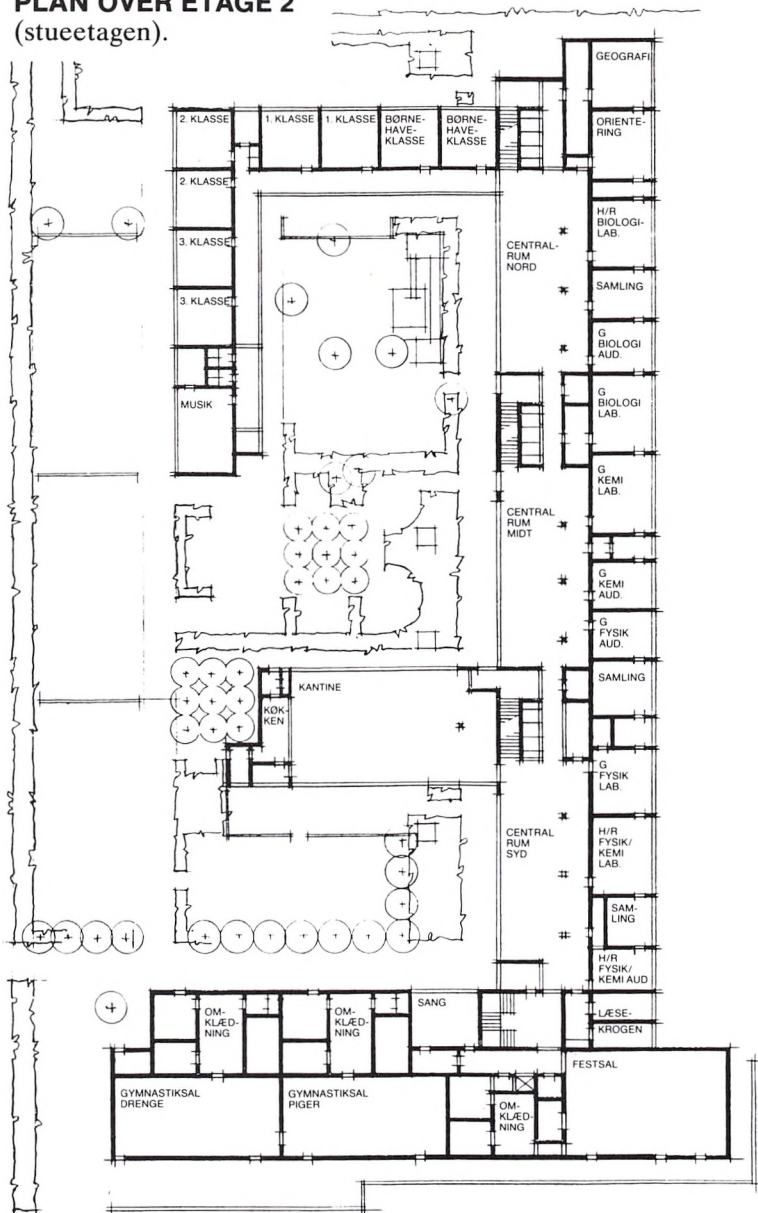 PLAN OVER ETAGE 2
(stueetagen).
GEOGRAFI
2. KLASSE
1. KLASSE
1. KLASSE
BØRNE-
HAVE-
KLASSE
BØRNE-
HAVE-
KLASSE
ORIENTE-
RING
2. KLASSE
H/R
BIOLOGI-
LAB.
3. KLASSE
CENTRAL-
RUM
NORD
SAMLING
3. KLASSE
G
BIOLOGI
AUD.
MUSIK
G
BIOLOGI
LAB.
G
KEMI
LAB.
CENTRAL
RUM
MIDT
G
KEMI
AUD.
G
FYSIK
AUD.
SAMLING
KANTINE
KØK-
KEN
G
FYSIK
LAB.
CENTRAL
RUM
SYD
H/R
FYSIK/
KEMI
LAB.
SAM-
LING
H/R
FYSIK/
KEMI AUD
OM-
KLÆD-
NING
OM-
KLÆD-
NING
SANG
LÆSE-
KROGEN
FESTSAL
GYMNASTIKSAL
DRENGE
GYMNASTIKSAL
PIGER
OM-
KLÆD-
NING